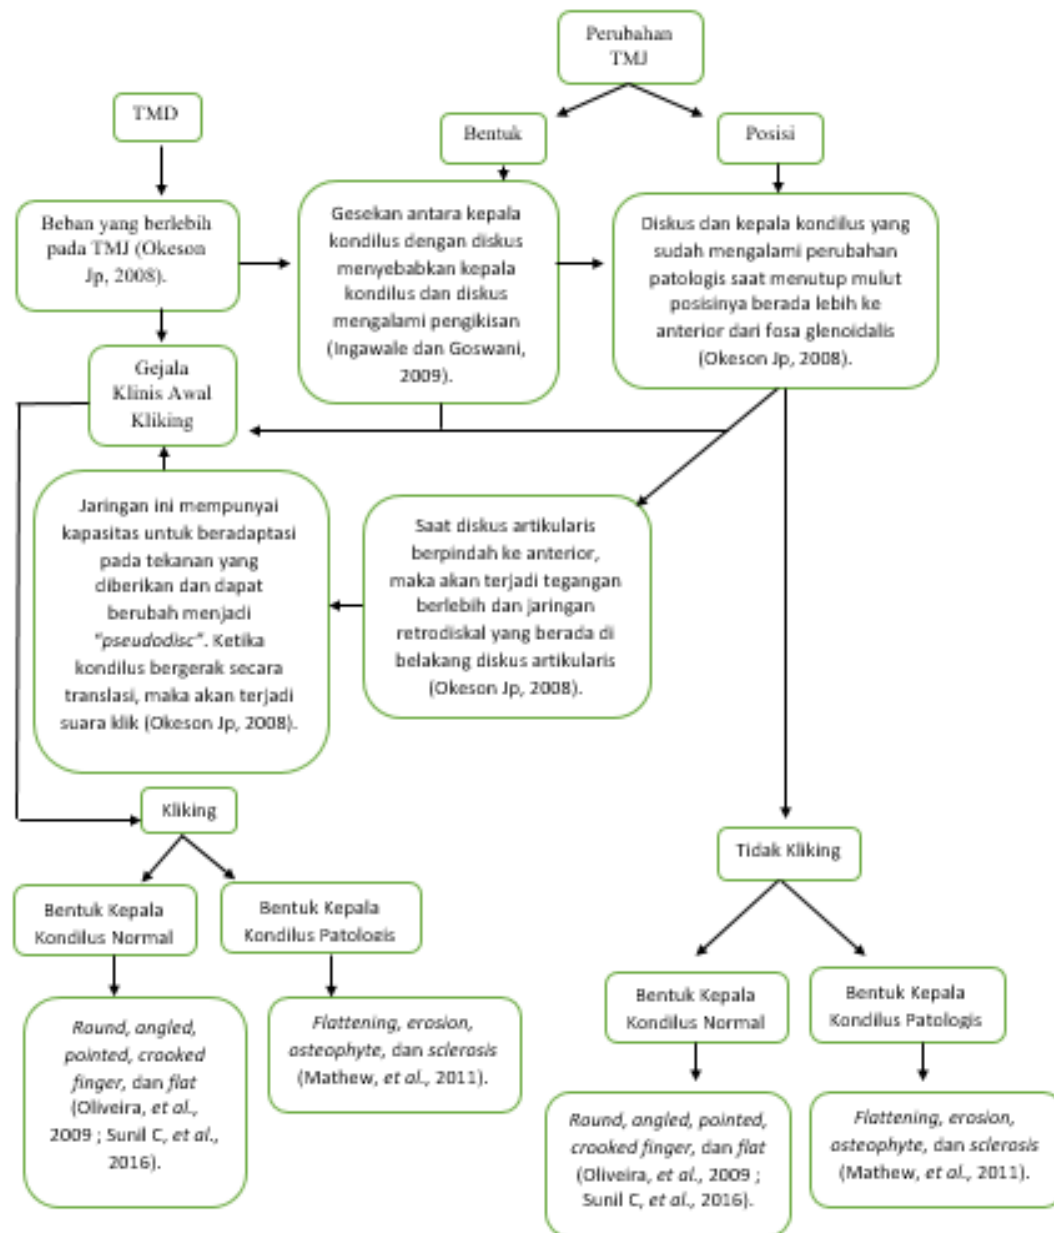 Perubahan
TMJ
TMD
Bentuk
Posisi
Beban yang berlebih
pada TMJ (Okeson
Jp, 2008).
Gesekan antara kepala
kondilus dengan diskus
menyebabkan kepala
kondilus dan diskus
mengalami pengikisan
(Ingawale dan Goswani,
2009).
Diskus dan kepala kondilus yang
sudah mengalami perubahan
patologis saat menutup mulut
posisinya berada lebih ke
anterior dari fosa glenoidalis
(Okeson Jp, 2008).
Gejala
Klinis Awal
Kliking
Jaringan ini mempunyai
kapasitas untuk beradaptasi
pada tekanan yang
diberikan dan dapat
berubah menjadi
"pseudodisc". Ketika
kondilus bergerak secara
translasi, maka akan terjadi
suara klik (Okeson Jp, 2008).
Saat diskus artikularis
berpindah ke anterior,
maka akan terjadi tegangan
berlebih dan jaringan
retrodiskal yang berada di
belakang diskus artikularis
(Okeson Jp, 2008).
Kliking
Tidak Kliking
Bentuk Kepala
Kondilus Normal
Bentuk Kepala
Kondilus Patologis
Round, angled,
pointed, crooked
finger, dan flat
(Oliveira, et al.,
2009 ; Sunil C, et al.,
2016).
Flattening, erosion,
osteophyte, dan sclerosis
(Mathew, et al., 2011).
Bentuk Kepala
Kondilus Normal
Bentuk Kepala
Kondilus Patologis
Round, angled, pointed,
crooked finger, dan flat
(Oliveira, et al., 2009 ;
Sunil C, et al., 2016).
Flattening, erosion,
osteophyte, dan sclerosis
(Mathew, et al., 2011).